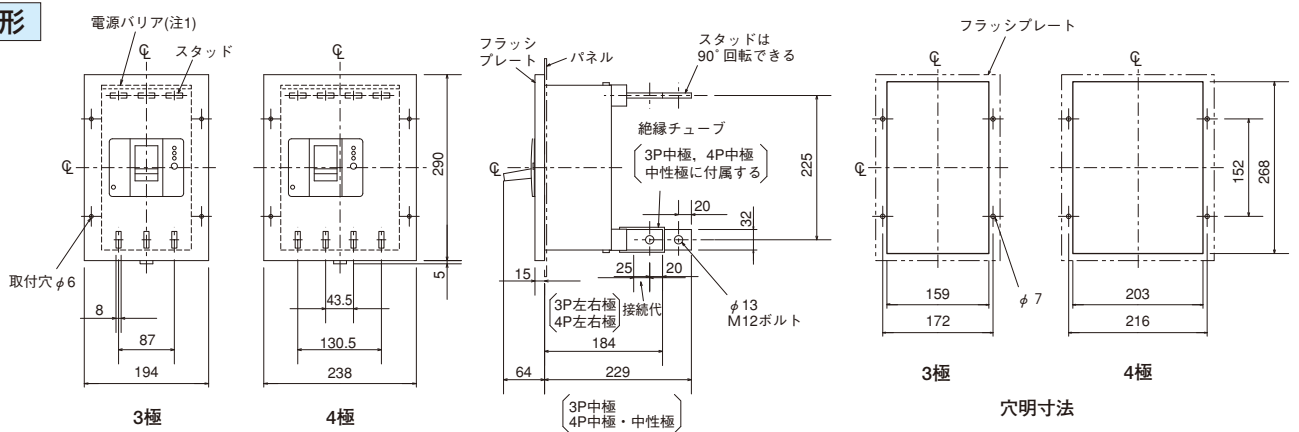 形
電源バリア(注1)
℄
スタッド
℄
℄
290
5
取付穴φ6
8
87
194
3極
43.5
130.5
238
4極
フラッシ
プレート
パネル
スタッドは
90°回転できる
絶縁チューブ
3P中極，4P中極
中性極に付属する
℄
225
20
32
15
25
20
3P左右極
4P左右極
接続代
φ13
M12ボルト
184
64
229
3P中極
4P中極・中性極
フラッシプレート
℄
℄
℄
152
268
159
172
φ7
203
216
3極
4極
穴明寸法